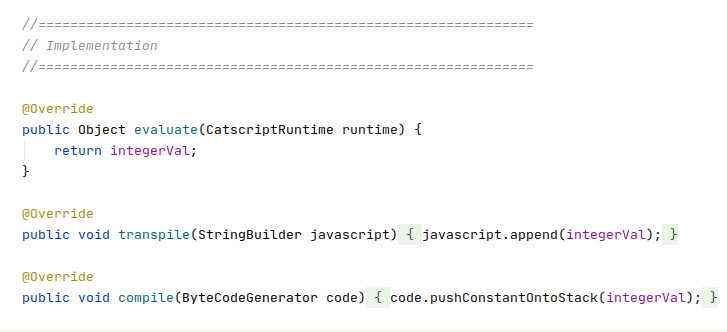 //==============================================================
// Implementation
//==============================================================
@Override
public Object evaluate(CatscriptRuntime runtime) {
return integerVal;
}
@Override
public void transpile(StringBuilder javascript) { javascript.append(integerVal); }
@Override
public void compile(ByteCodeGenerator code) { code.pushConstantOntoStack(integerVal); }